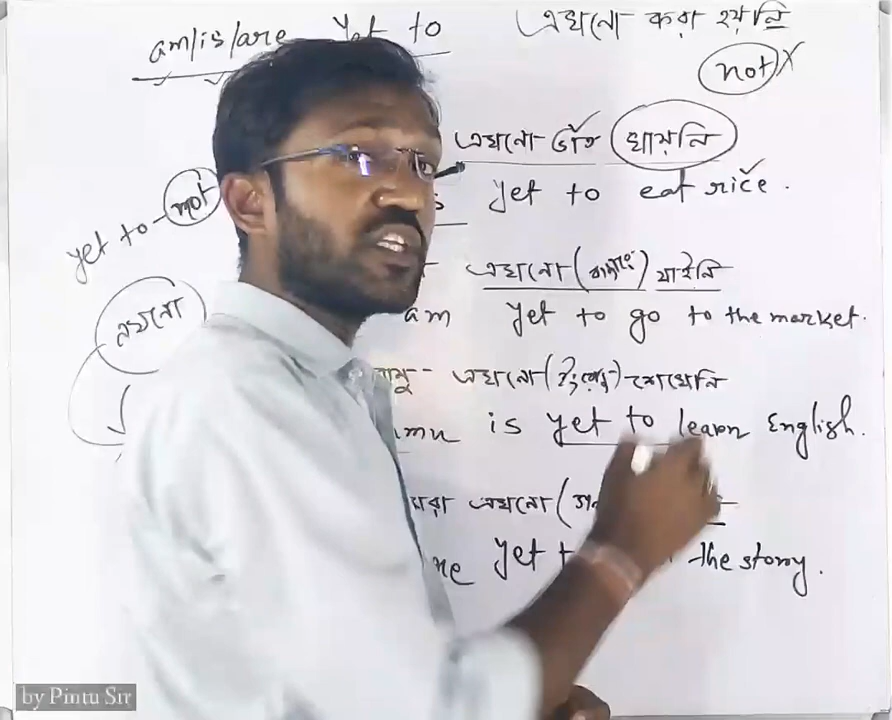 am/is/are yet to এখনো করা হয়নি
not
এখনো ভাত খায়নি
yet to - not
yet to eat rice.
এখনো (বাজারে) যাইনি
am yet to go to the market.
এখনো
এখনো (ইংরেজি) শেখেনি
is yet to learn English.
এখনো
yet the story.
by Pintu Sir